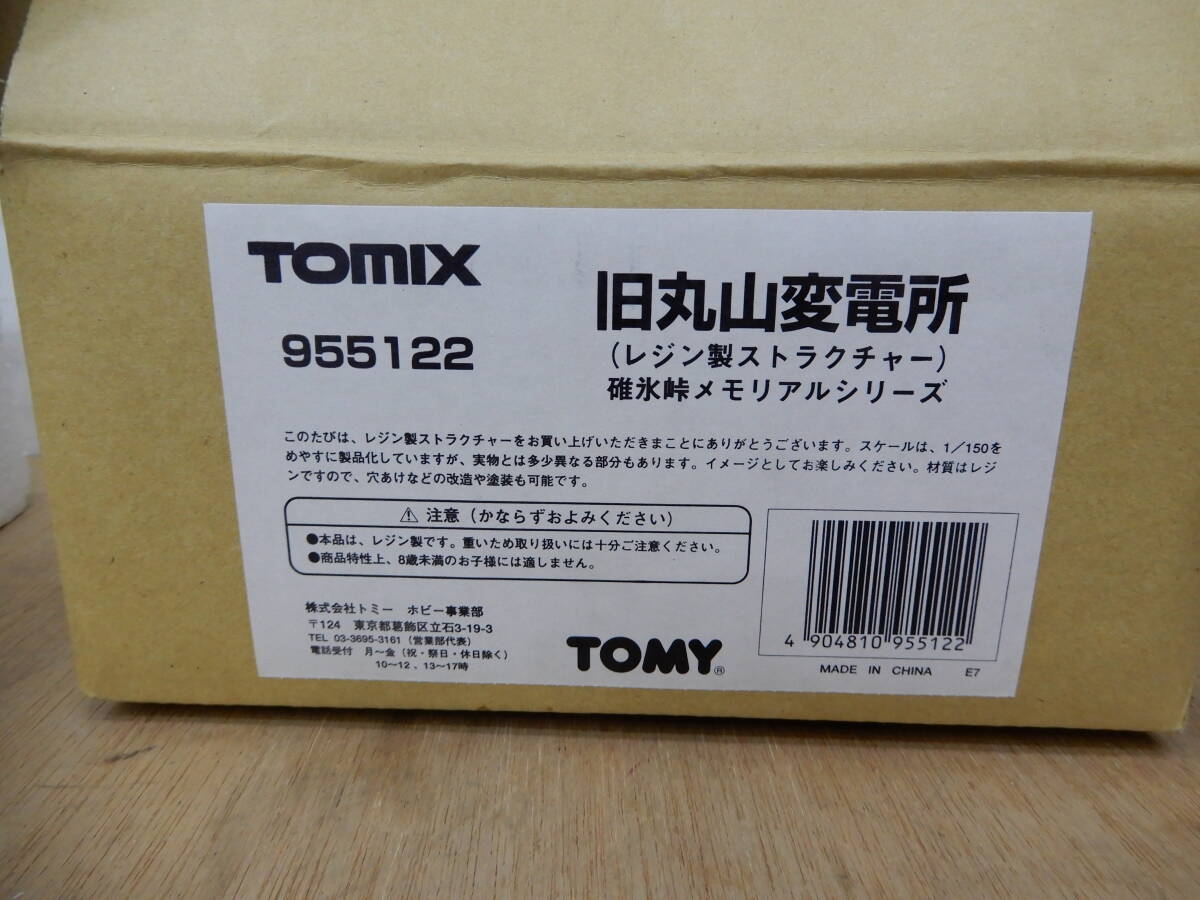 TOMIX
955122
旧丸山変電所
(レジン製ストラクチャー)
碓氷峠メモリアルシリーズ
このたびは、レジン製ストラクチャーをお買い上げいただきまことにありがとうございます。スケールは、1/150を
めやすに製品化していますが、実物とは多少異なる部分もあります。イメージとしてお楽しみください。材質はレジ
ンですので、穴あけなどの改造や塗装も可能です。
⚠ 注意(かならずおよみください)
●本品は、レジン製です。重いため取り扱いには十分ご注意ください。
●商品特性上、8歳未満のお子様には適しません。
株式会社トミー ホビー事業部
〒124 東京都葛飾区立石3-19-3
TEL 03-3695-3161(営業部代表)
電話受付 月〜金(祝・祭日・休日除く)
10〜12、13〜17時
TOMY®
4 904810 955122
MADE IN CHINA E7